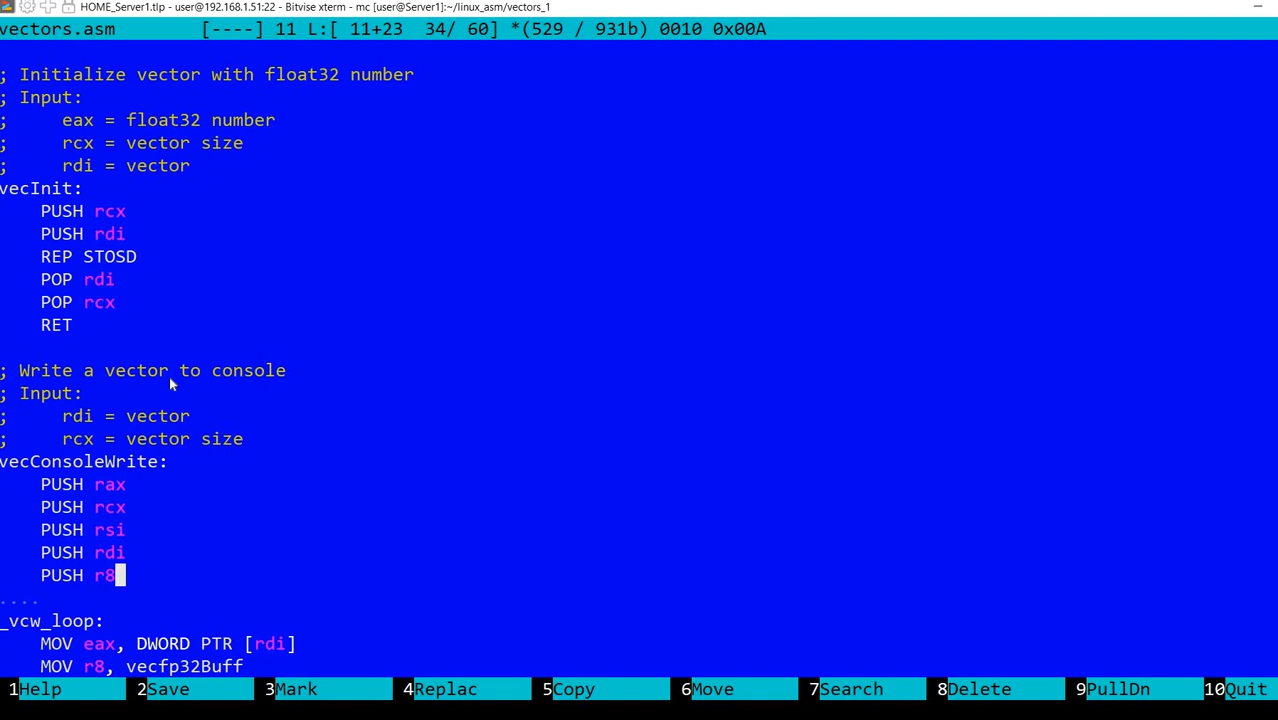 HOME_Server1.tlp - user@192.168.1.51:22 - Bitvise xterm - mc [user@Server1]:~/linux_asm/vectors_1
vectors.asm [----] 11 L:[ 11+23 34/ 60] *(529 / 931b) 0010 0x00A
; Initialize vector with float32 number
; Input:
; eax = float32 number
; rcx = vector size
; rdi = vector
vecInit:
PUSH rcx
PUSH rdi
REP STOSD
POP rdi
POP rcx
RET
; Write a vector to console
; Input:
; rdi = vector
; rcx = vector size
vecConsoleWrite:
PUSH rax
PUSH rcx
PUSH rsi
PUSH rdi
PUSH r8
....
_vcw_loop:
MOV eax, DWORD PTR [rdi]
MOV r8, vecfp32Buff
1Help 2Save 3Mark 4Replac 5Copy 6Move 7Search 8Delete 9PullDn 10Quit